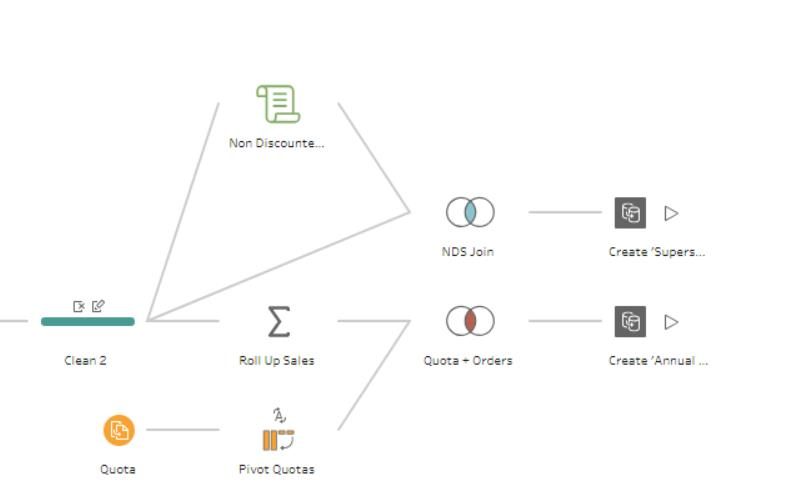 Non Discounte...
NDS Join
Create 'Supers...
Clean 2
Roll Up Sales
Quota + Orders
Create 'Annual ...
Quota
Pivot Quotas